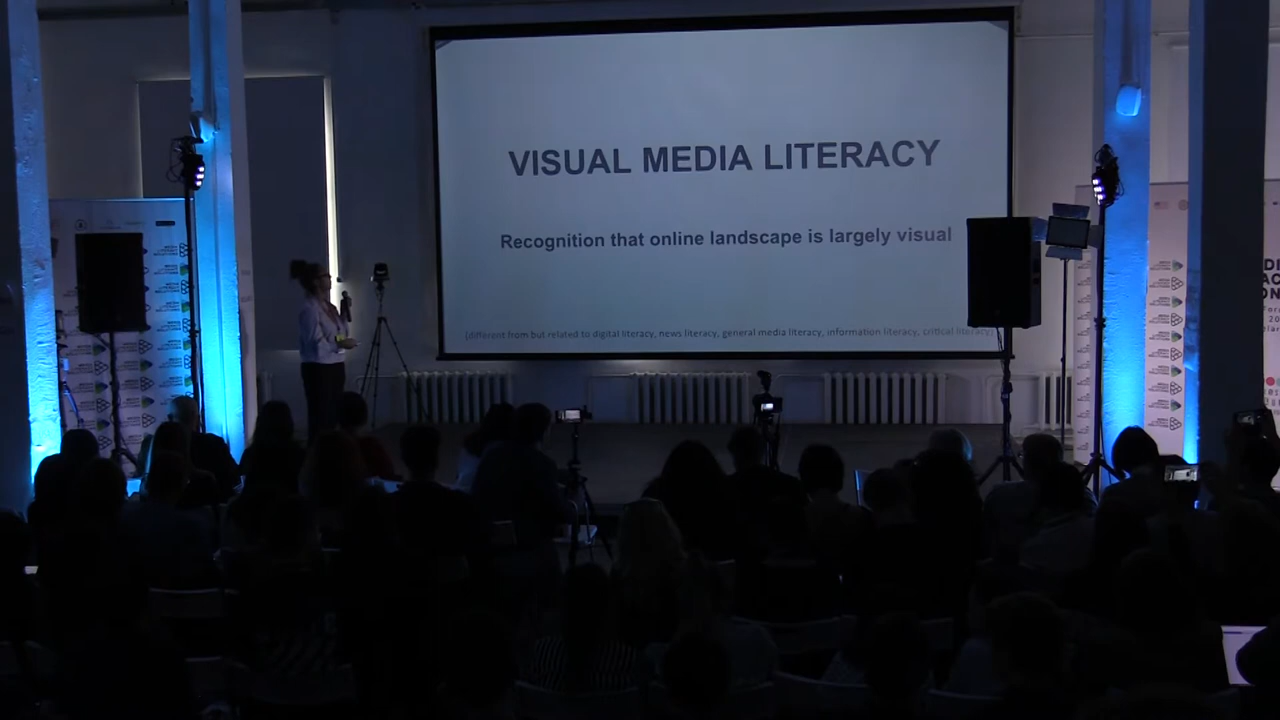 VISUAL MEDIA LITERACY
Recognition that online landscape is largely visual
(different from but related to digital literacy, news literacy, general media literacy, information literacy, critical literacy)